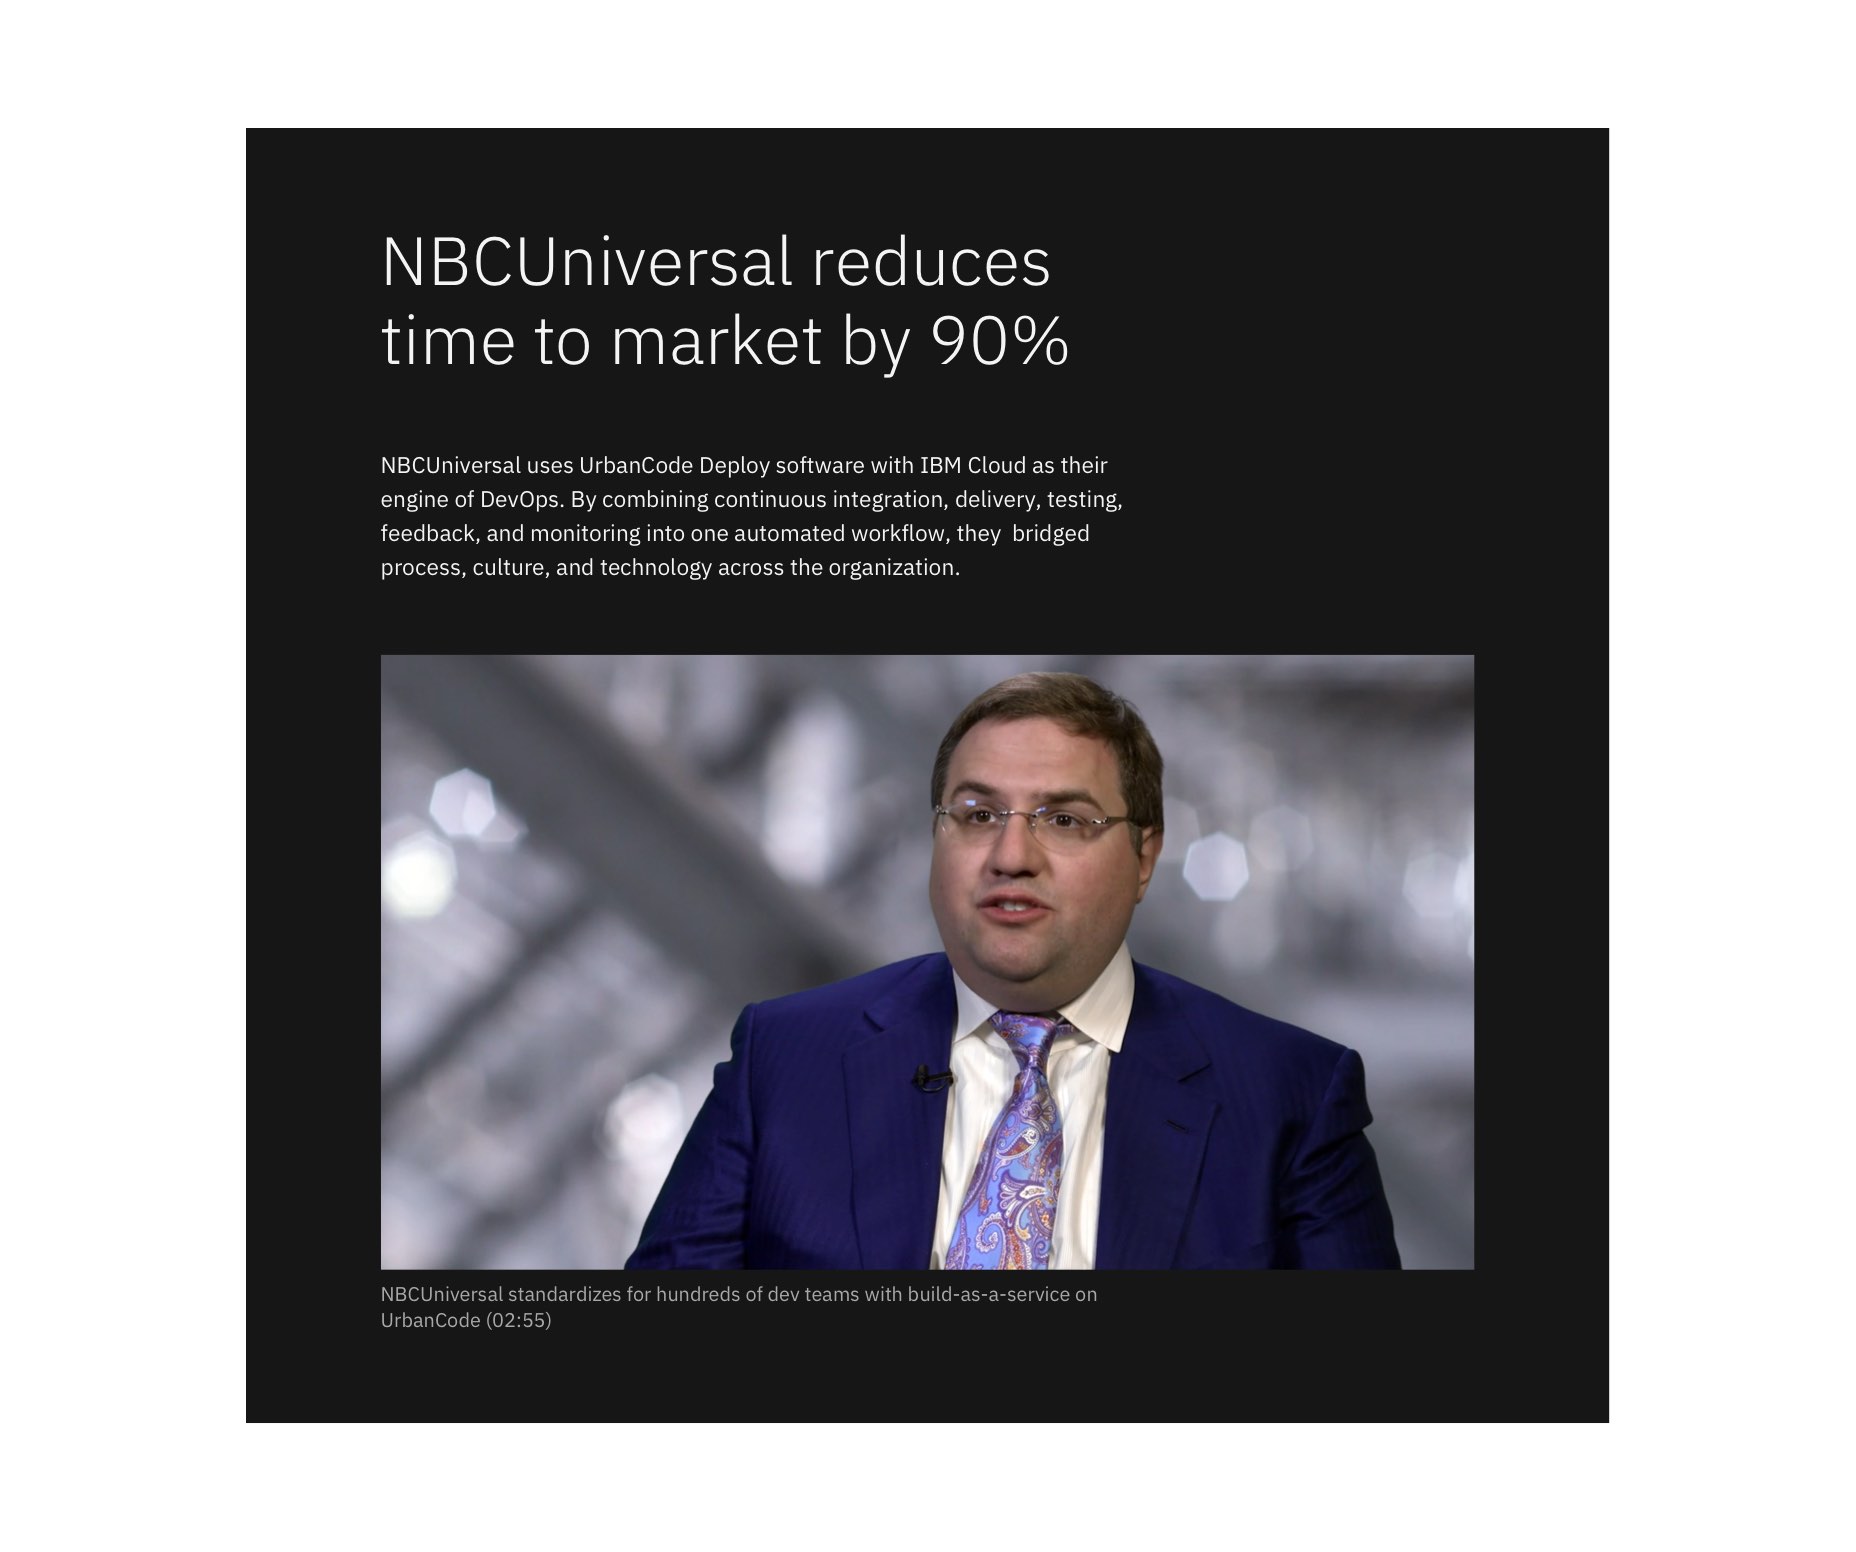 NBCUniversal reduces
time to market by 90%
NBCUniversal uses UrbanCode Deploy software with IBM Cloud as their
engine of DevOps. By combining continuous integration, delivery, testing,
feedback, and monitoring into one automated workflow, they  bridged
process, culture, and technology across the organization.
NBCUniversal standardizes for hundreds of dev teams with build-as-a-service on
UrbanCode (02:55)